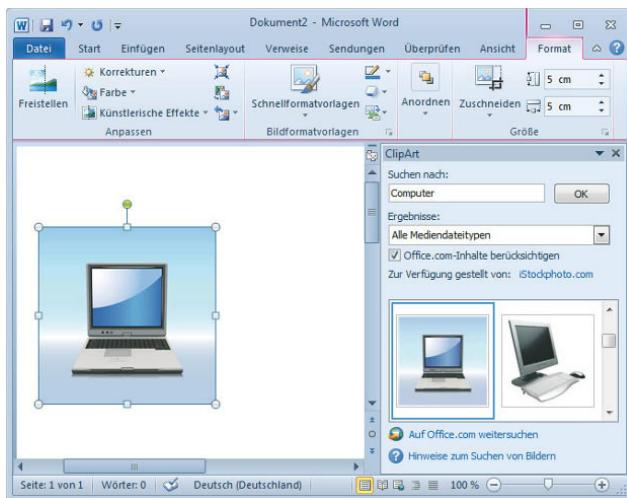 Dokument2 - Microsoft Word
Datei Start Einfügen Seitenlayout Verweise Sendungen Überprüfen Ansicht Format
Freistellen
Korrekturen
Farbe
Künstlerische Effekte
Anpassen
Schnellformatvorlagen
Bildformatvorlagen
Anordnen
Zuschneiden
5 cm
5 cm
Größe
ClipArt
Suchen nach:
Computer OK
Ergebnisse:
Alle Mediendateitypen
Office.com-Inhalte berücksichtigen
Zur Verfügung gestellt von: iStockphoto.com
Auf Office.com weitersuchen
Hinweise zum Suchen von Bildern
Seite: 1 von 1 Wörter: 0 Deutsch (Deutschland) 100 %